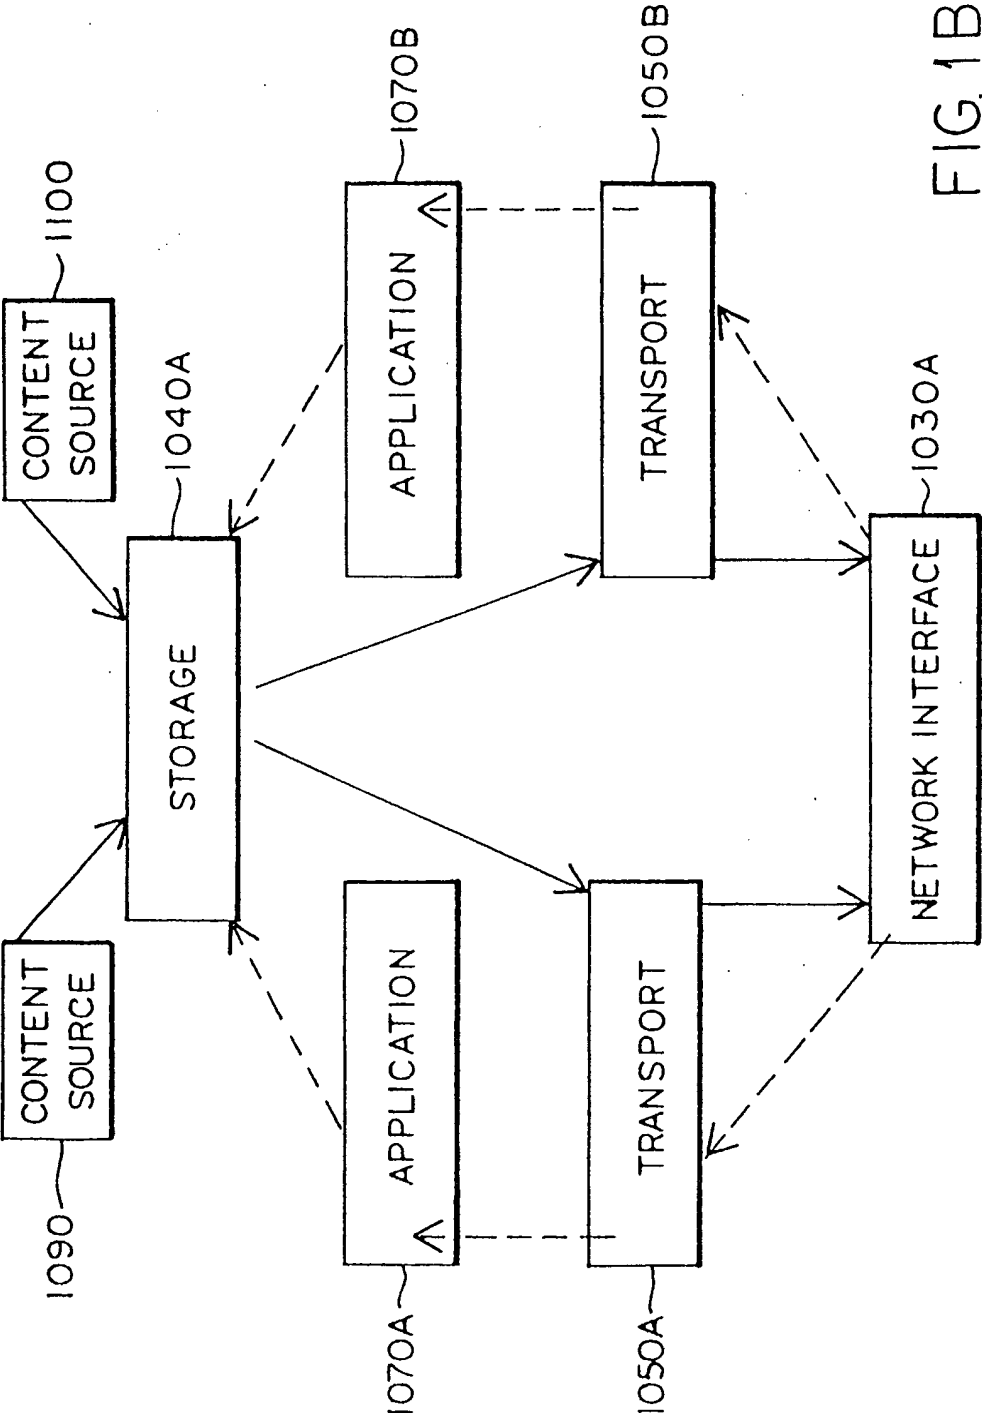 1090
CONTENT
SOURCE
CONTENT
SOURCE
1100
STORAGE
1040A
1070A
APPLICATION
APPLICATION
1070B
1050A
TRANSPORT
TRANSPORT
1050B
NETWORK INTERFACE
1030A
FIG. 1B